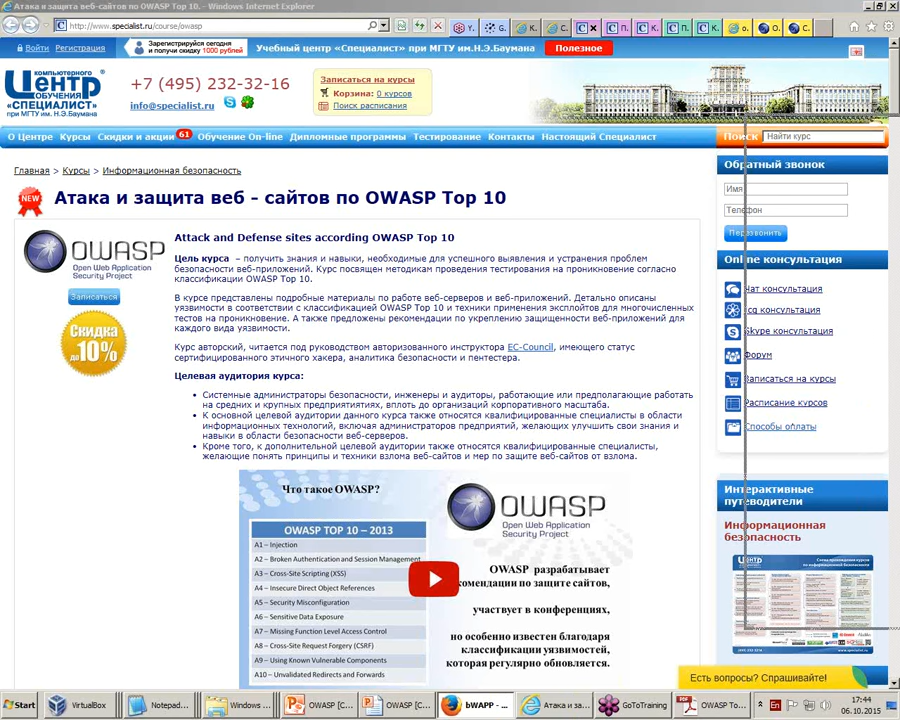 Атака и защита веб-сайтов по OWASP Top 10. - Windows Internet Explorer
http://www.specialist.ru/course/owasp
Войти Регистрация
Зарегистрируйся сегодня
и получи скидку 1000 рублей
Учебный центр «Специалист» при МГТУ им.Н.Э.Баумана
Полезное
компьютерного
Центр
ОБУЧЕНИЯ
«СПЕЦИАЛИСТ»
при МГТУ им. Н.Э.Баумана
+7 (495) 232-32-16
info@specialist.ru
Записаться на курсы
Корзина: 0 курсов
Поиск расписания
О Центре Курсы Скидки и акции 61 Обучение On-line Дипломные программы Тестирование Контакты Настоящий Специалист
Поиск Найти курс
Главная > Курсы > Информационная безопасность
NEW
Атака и защита веб - сайтов по OWASP Top 10
OWASP
Open Web Application
Security Project
Записаться
Скидка
до 10%
Attack and Defense sites according OWASP Top 10
Цель курса – получить знания и навыки, необходимые для успешного выявления и устранения проблем
безопасности веб-приложений. Курс посвящен методикам проведения тестирования на проникновение согласно
классификации OWASP Top 10.
В курсе представлены подробные материалы по работе веб-серверов и веб-приложений. Детально описаны
уязвимости в соответствии с классификацией OWASP Top 10 и техники применения эксплойтов для многочисленных
тестов на проникновение. А также предложены рекомендации по укреплению защищенности веб-приложений для
каждого вида уязвимости.
Курс авторский, читается под руководством авторизованного инструктора EC-Council, имеющего статус
сертифицированного этичного хакера, аналитика безопасности и пентестера.
Целевая аудитория курса:
Системные администраторы безопасности, инженеры и аудиторы, работающие или предполагающие работать
на средних и крупных предприятиятиях, вплоть до организаций корпоративного масштаба.
К основной целевой аудитории данного курса также относятся квалифицированные специалисты в области
информационных технологий, включая администраторов предприятий, желающих улучшить свои знания и
навыки в области безопасности веб-серверов.
Кроме того, к дополнительной целевой аудитории также относятся квалифицированные специалисты,
желающие понять принципы и техники взлома веб-сайтов и мер по защите веб-сайтов от взлома.
Что такое OWASP?
OWASP TOP 10 – 2013
A1 – Injection
A2 – Broken Authentication and Session Management
A3 – Cross-Site Scripting (XSS)
A4 – Insecure Direct Object References
A5 – Security Misconfiguration
A6 – Sensitive Data Exposure
A7 – Missing Function Level Access Control
A8 – Cross-Site Request Forgery (CSRF)
A9 – Using Known Vulnerable Components
A10 – Unvalidated Redirects and Forwards
OWASP
Open Web Application
Security Project
OWASP разрабатывает
комендации по защите сайтов,
участвует в конференциях,
но особенно известен благодаря
классификации уязвимостей,
которая регулярно обновляется.
Обратный звонок
Имя
Телефон
Перезвонить
Online консультация
Чат консультация
icq консультация
Skype консультация
Форум
Записаться на курсы
Расписание курсов
Способы оплаты
Интерактивные
путеводители
Информационная
безопасность
Есть вопросы? Спрашивайте!
Start VirtualBox Notepad... Windows ... OWASP [C... OWASP [C... bWAPP - ... Атака и за... GoToTraining OWASP To... En
17:44
06.10.2015